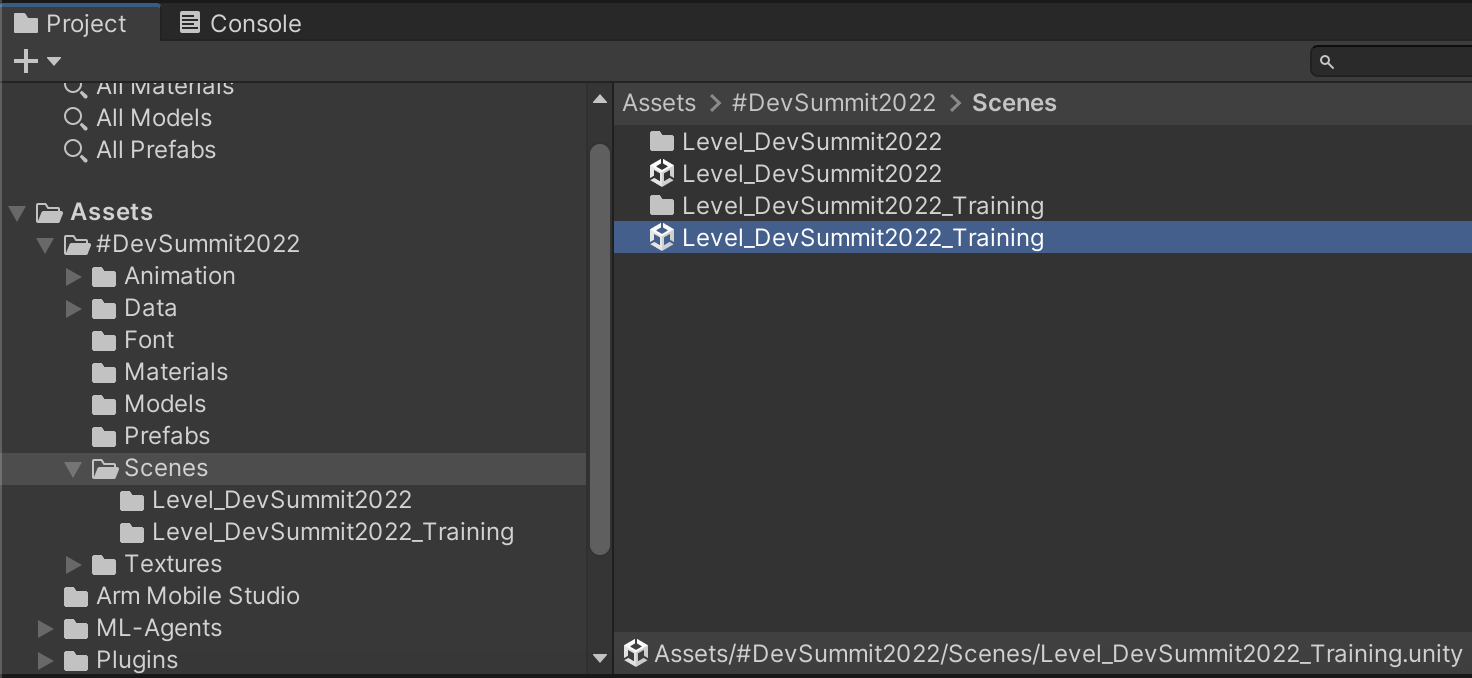 Project
Console
All Materials
All Models
All Prefabs
Assets
#DevSummit2022
Animation
Data
Font
Materials
Models
Prefabs
Scenes
Level_DevSummit2022
Level_DevSummit2022_Training
Textures
Arm Mobile Studio
ML-Agents
Plugins
Assets > #DevSummit2022 > Scenes
Level_DevSummit2022
Level_DevSummit2022
Level_DevSummit2022_Training
Level_DevSummit2022_Training
Assets/#DevSummit2022/Scenes/Level_DevSummit2022_Training.unity